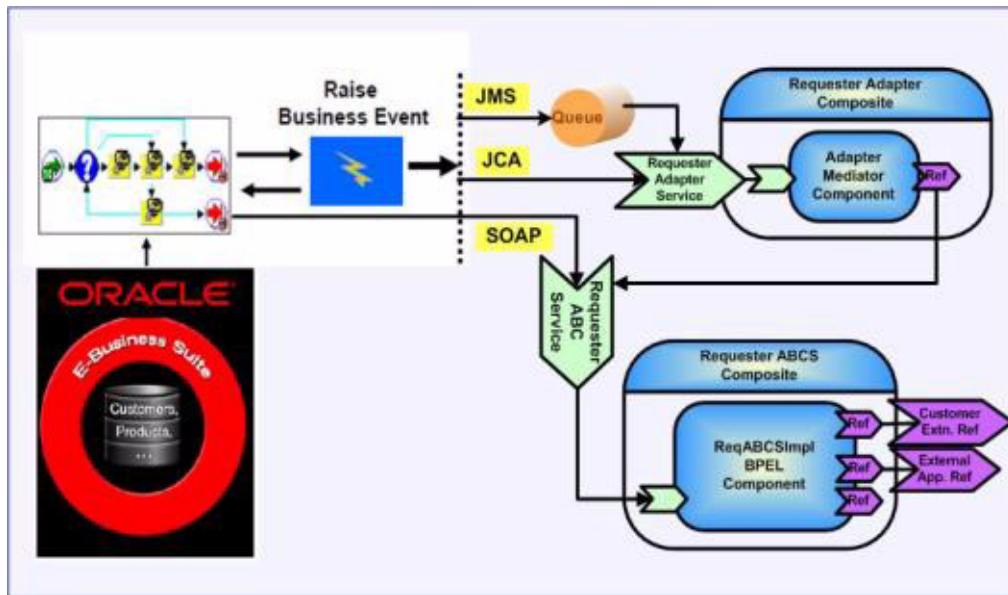 Raise
Business Event
JMS
Queue
JCA
SOAP
Requester
Adapter
Service
Requester Adapter
Composite
Adapter
Mediator
Component
Ref
ORACLE
E-Business Suite
Customers,
Products,
...
Requester
ABC
Service
Requester ABCS
Composite
ReqABCSImpl
BPEL
Component
Ref
Ref
Ref
Customer
Extn. Ref
External
App. Ref